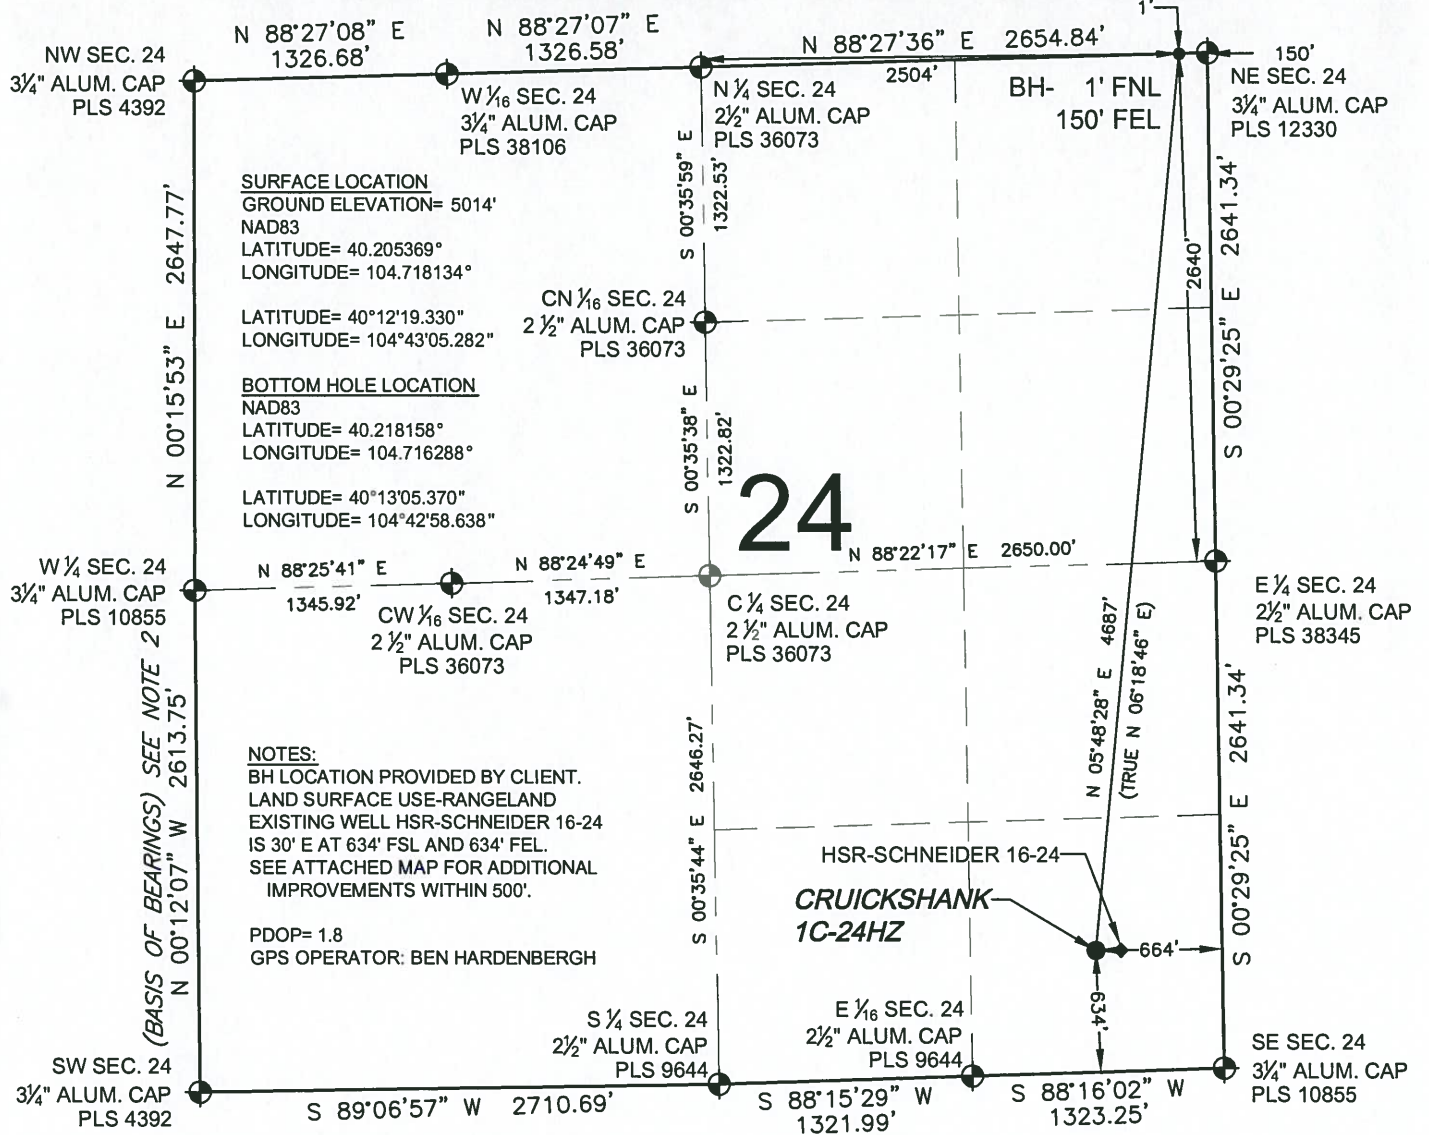 N 88°27'08" E
1326.68'
N 88°27'07" E
1326.58'
N 88°27'36" E 2654.84'
2504'
1'
150'
NW SEC. 24
3¼" ALUM. CAP
PLS 4392
W 1/16 SEC. 24
3¼" ALUM. CAP
PLS 38106
N ¼ SEC. 24
2½" ALUM. CAP
PLS 36073
BH- 1' FNL
150' FEL
NE SEC. 24
3¼" ALUM. CAP
PLS 12330
N 00°15'53" E 2647.77'
SURFACE LOCATION
GROUND ELEVATION= 5014'
NAD83
LATITUDE= 40.205369°
LONGITUDE= 104.718134°
LATITUDE= 40°12'19.330"
LONGITUDE= 104°43'05.282"
BOTTOM HOLE LOCATION
NAD83
LATITUDE= 40.218158°
LONGITUDE= 104.716288°
LATITUDE= 40°13'05.370"
LONGITUDE= 104°42'58.638"
S 00°35'59" E
1322.53'
CN 1/16 SEC. 24
2 ½" ALUM. CAP
PLS 36073
S 00°35'38" E
1322.82'
2640'
S 00°29'25" E 2641.34'
24
W ¼ SEC. 24
3¼" ALUM. CAP
PLS 10855
N 88°25'41" E
1345.92'
N 88°24'49" E
1347.18'
CW 1/16 SEC. 24
2 ½" ALUM. CAP
PLS 36073
C ¼ SEC. 24
2 ½" ALUM. CAP
PLS 36073
N 88°22'17" E 2650.00'
E ¼ SEC. 24
2½" ALUM. CAP
PLS 38345
(BASIS OF BEARINGS) SEE NOTE 2
N 00°12'07" W 2613.75'
NOTES:
BH LOCATION PROVIDED BY CLIENT.
LAND SURFACE USE-RANGELAND
EXISTING WELL HSR-SCHNEIDER 16-24
IS 30' E AT 634' FSL AND 634' FEL.
SEE ATTACHED MAP FOR ADDITIONAL
IMPROVEMENTS WITHIN 500'.
PDOP= 1.8
GPS OPERATOR: BEN HARDENBERGH
S 00°35'44" E 2646.27'
N 05°48'28" E 4687'
(TRUE N 06°18'46" E)
S 00°29'25" E 2641.34'
HSR-SCHNEIDER 16-24
CRUICKSHANK
1C-24HZ
664'
634'
SW SEC. 24
3¼" ALUM. CAP
PLS 4392
S ¼ SEC. 24
2½" ALUM. CAP
PLS 9644
E 1/16 SEC. 24
2½" ALUM. CAP
PLS 9644
SE SEC. 24
3¼" ALUM. CAP
PLS 10855
S 89°06'57" W 2710.69'
S 88°15'29" W
1321.99'
S 88°16'02" W
1323.25'